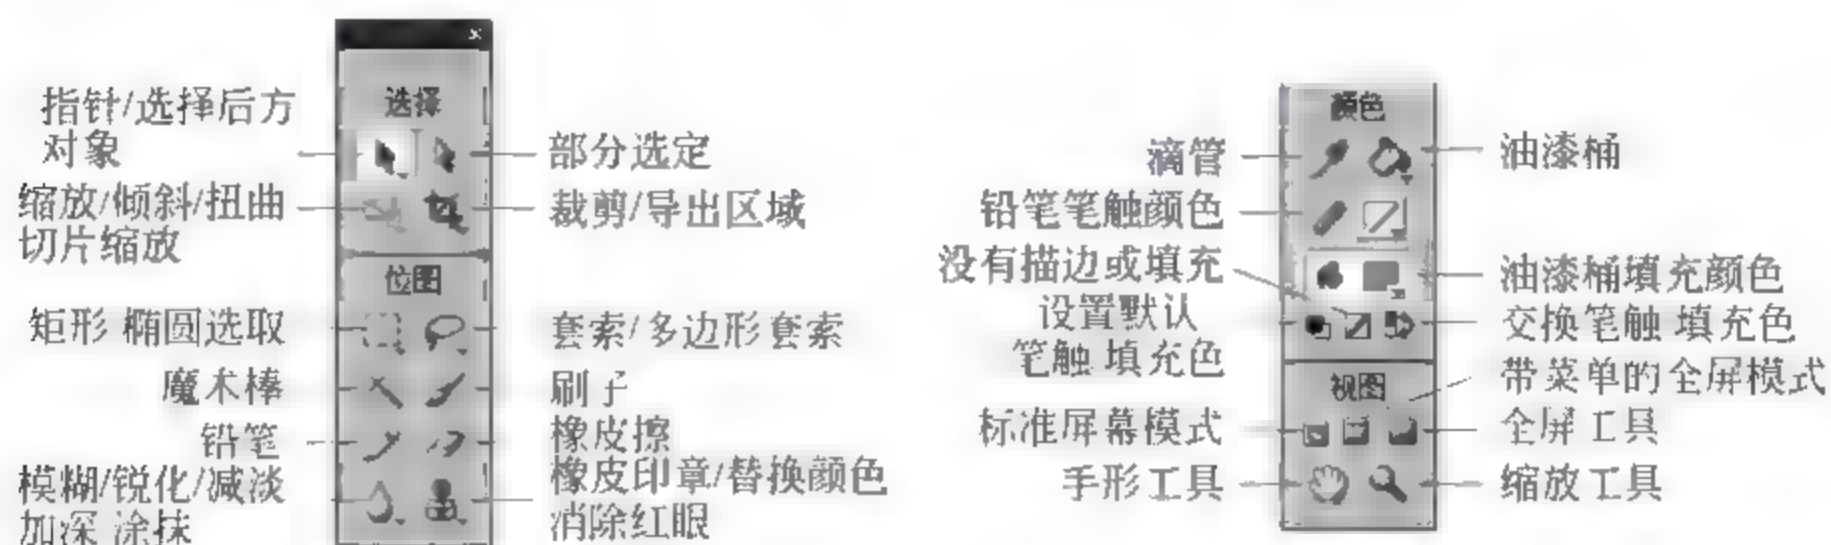 选择
指针/选择后方
对象
部分选定
缩放/倾斜/扭曲
切片缩放
裁剪/导出区域
位图
矩形 椭圆选取
套索/多边形套索
魔术棒
刷子
铅笔
橡皮擦
模糊/锐化/减淡
加深 涂抹
橡皮印章/替换颜色
消除红眼
颜色
滴管
油漆桶
铅笔笔触颜色
没有描边或填充
油漆桶填充颜色
设置默认
笔触 填充色
交换笔触 填充色
视图
带菜单的全屏模式
标准屏幕模式
全屏工具
手形工具
缩放工具